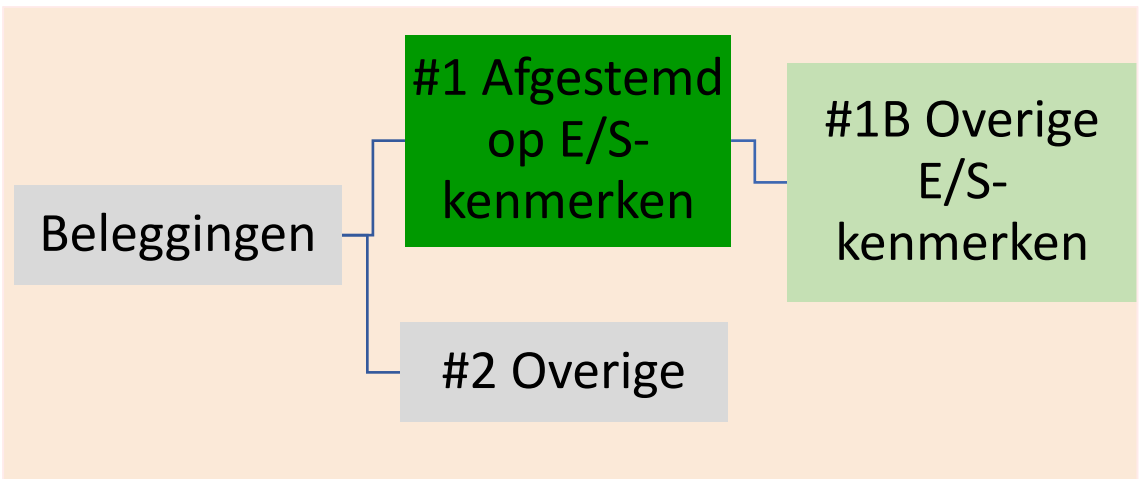 #1 Afgestemd
op E/S-
kenmerken
#1B Overige
E/S-
kenmerken
Beleggingen
#2 Overige